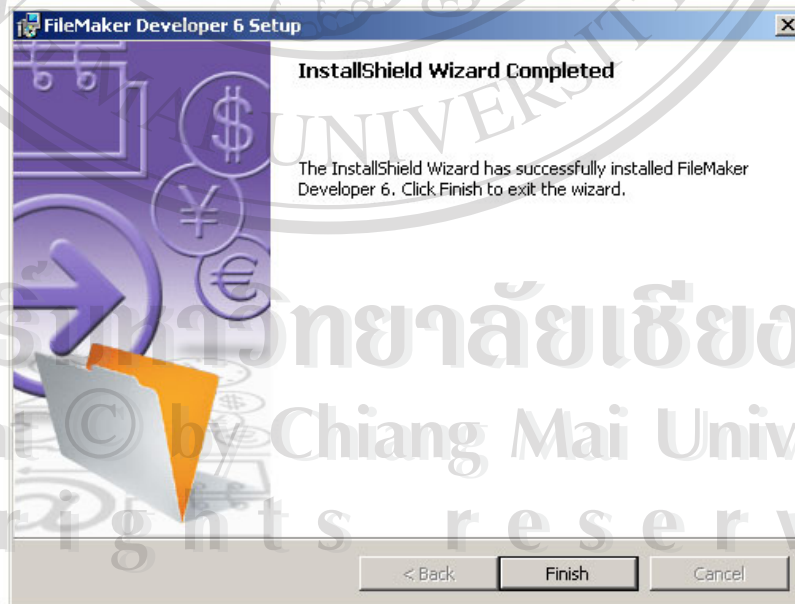 FileMaker Developer 6 Setup
InstallShield Wizard Completed
MAI UNIVERSI
The InstallShield Wizard has successfully installed FileMaker
Developer 6. Click Finish to exit the wizard.
$
¥
€
มหาวิทยาลัยเชียง
© by Chiang Mai Univ
rights reserv
@
< Back
Finish
Cancel